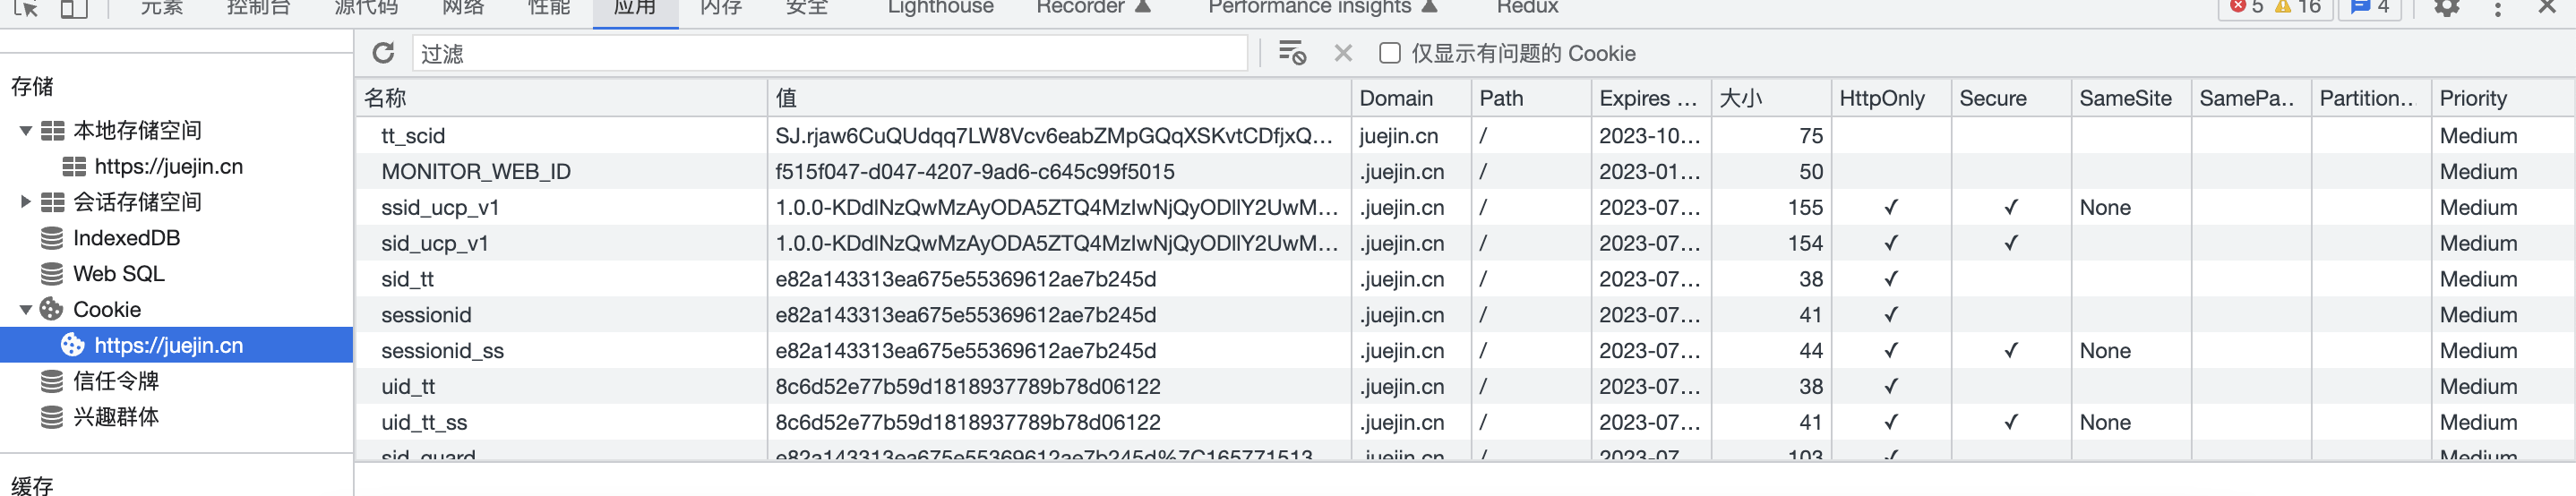 元素 控制台 源代码 网络 性能 应用 内存 安全 Lighthouse Recorder Performance insights Redux 5 16 4
过滤 仅显示有问题的 Cookie
存储
本地存储空间
https://juejin.cn
会话存储空间
IndexedDB
Web SQL
Cookie
https://juejin.cn
信任令牌
兴趣群体
缓存
名称 值 Domain Path Expires ... 大小 HttpOnly Secure SameSite SamePa... Partition... Priority
tt_scid SJ.rjaw6CuQUdqq7LW8Vcv6eabZMpGQqXSKvtCDfjxQ... juejin.cn / 2023-10... 75 Medium
MONITOR_WEB_ID f515f047-d047-4207-9ad6-c645c99f5015 .juejin.cn / 2023-01... 50 Medium
ssid_ucp_v1 1.0.0-KDdlNzQwMzAyODA5ZTQ4MzIwNjQyODllY2UwM... .juejin.cn / 2023-07... 155 ✓ ✓ None Medium
sid_ucp_v1 1.0.0-KDdlNzQwMzAyODA5ZTQ4MzIwNjQyODllY2UwM... .juejin.cn / 2023-07... 154 ✓ ✓ Medium
sid_tt e82a143313ea675e55369612ae7b245d .juejin.cn / 2023-07... 38 ✓ Medium
sessionid e82a143313ea675e55369612ae7b245d .juejin.cn / 2023-07... 41 ✓ Medium
sessionid_ss e82a143313ea675e55369612ae7b245d .juejin.cn / 2023-07... 44 ✓ ✓ None Medium
uid_tt 8c6d52e77b59d1818937789b78d06122 .juejin.cn / 2023-07... 38 ✓ Medium
uid_tt_ss 8c6d52e77b59d1818937789b78d06122 .juejin.cn / 2023-07... 41 ✓ ✓ None Medium
sid_guard e82a143313ea675e55369612ae7b245d%7C165771513... .juejin.cn / 2023-07... 103 ✓ Medium